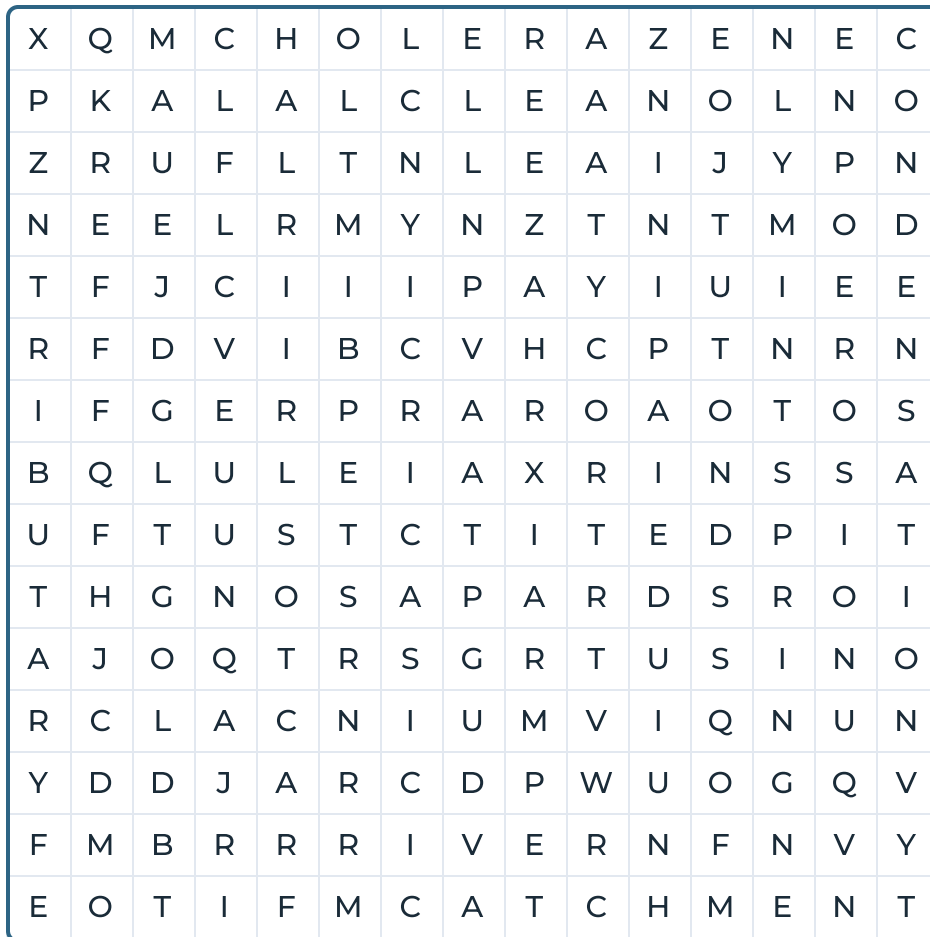 X Q M C H O L E R A Z E N E C
P K A L A L C L E A N O L N O
Z R U F L T N L E A I J Y P N
N E E L R M Y N Z T N T M O D
T F J C I I I P A Y I U I E E
R F D V I B C V H C P T N R N
I F G E R P R A R O A O T O S
B Q L U L E I A X R I N S S A
U F T U S T C T I T E D P I T
T H G N O S A P A R D S R O I
A J O Q T R S G R T U S I N O
R C L A C N I U M V I Q N U N
Y D D J A R C D P W U O G Q V
F M B R R R I V E R N F N V Y
E O T I F M C A T C H M E N T